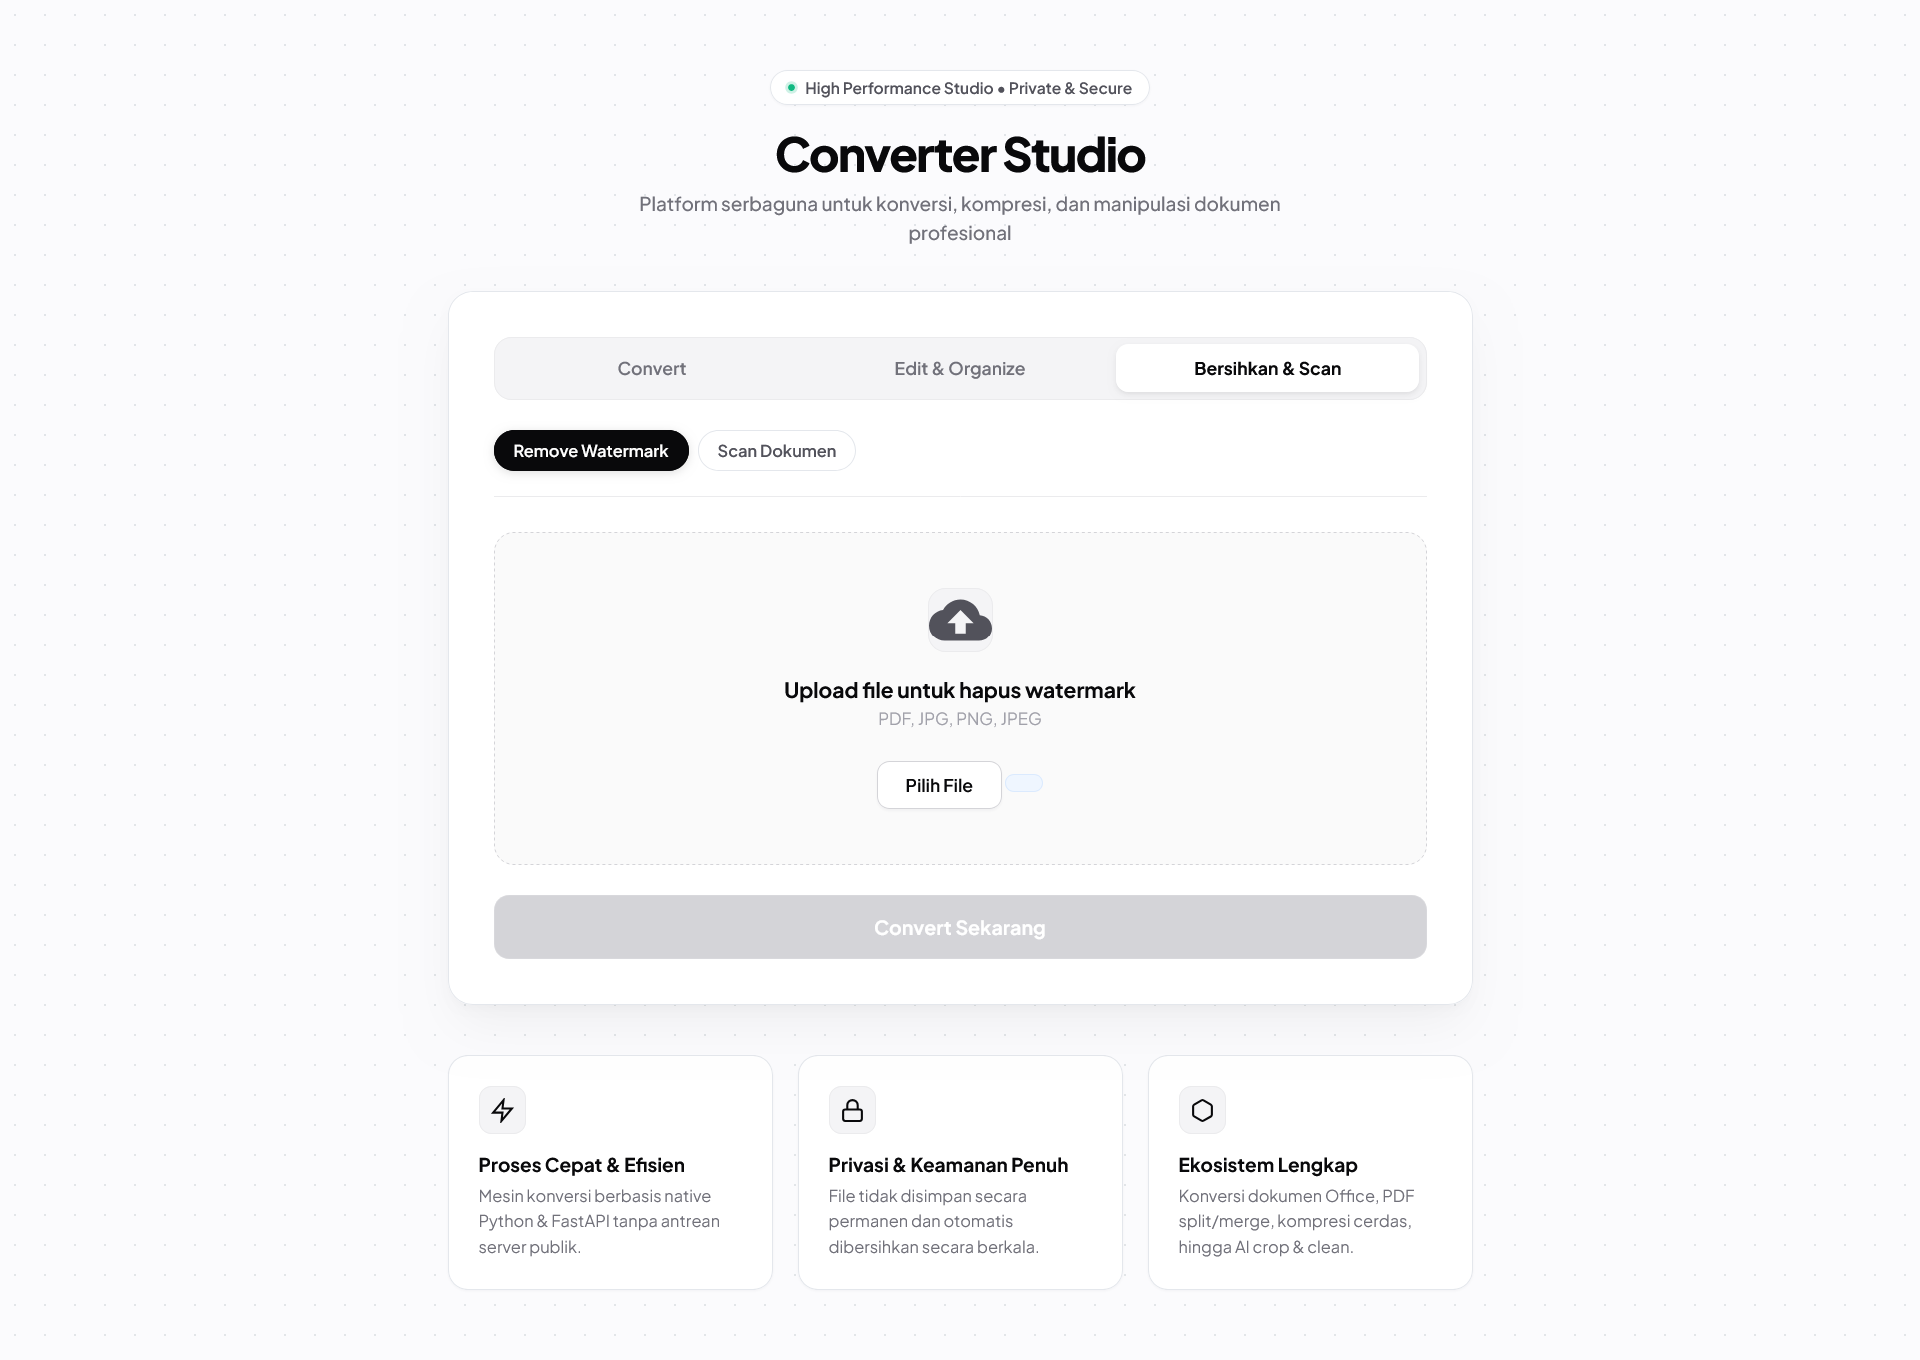 High Performance Studio • Private & Secure
Converter Studio
Platform serbaguna untuk konversi, kompresi, dan manipulasi dokumen
profesional
Convert
Edit & Organize
Bersihkan & Scan
Remove Watermark
Scan Dokumen
Upload file untuk hapus watermark
PDF, JPG, PNG, JPEG
Pilih File
Convert Sekarang
Proses Cepat & Efisien
Mesin konversi berbasis native
Python & FastAPI tanpa antrean
server publik.
Privasi & Keamanan Penuh
File tidak disimpan secara
permanen dan otomatis
dibersihkan secara berkala.
Ekosistem Lengkap
Konversi dokumen Office, PDF
split/merge, kompresi cerdas,
hingga AI crop & clean.